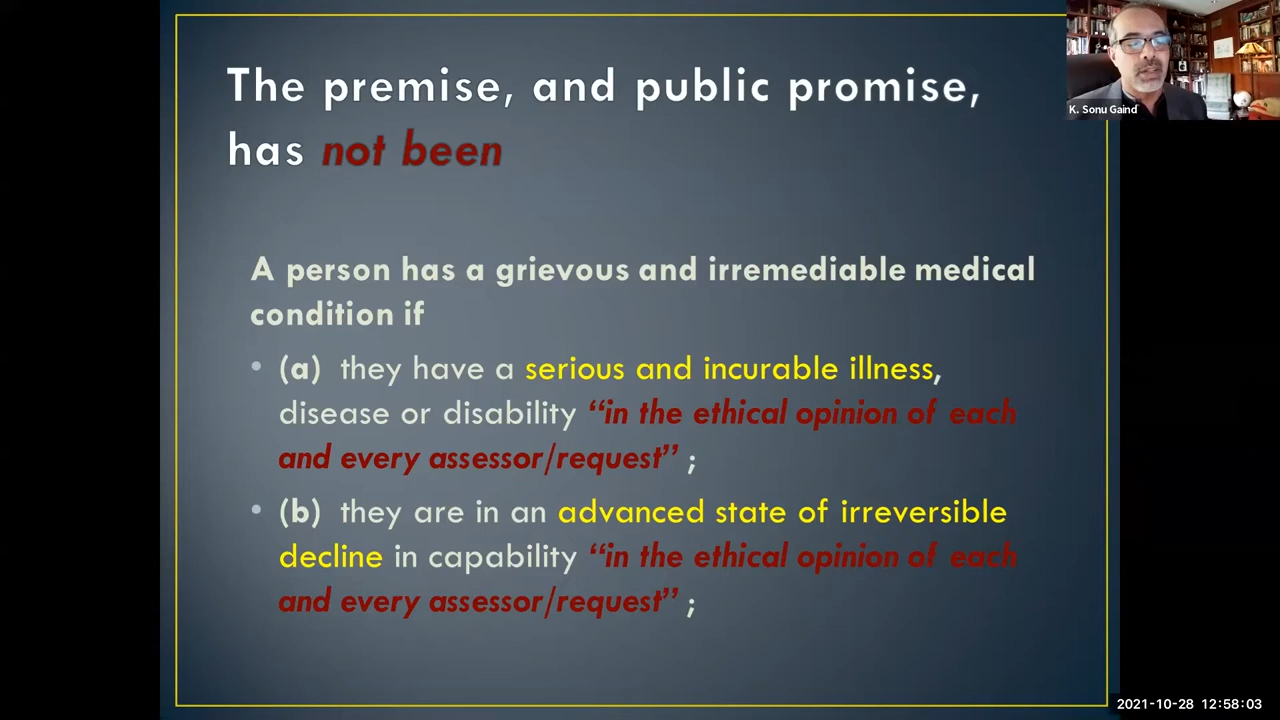 The premise, and public promise,
has not been
K. Sonu Gaind
A person has a grievous and irremediable medical
condition if
• (a) they have a serious and incurable illness,
disease or disability “in the ethical opinion of each
and every assessor/request” ;
• (b) they are in an advanced state of irreversible
decline in capability “in the ethical opinion of each
and every assessor/request” ;
2021-10-28 12:58:03